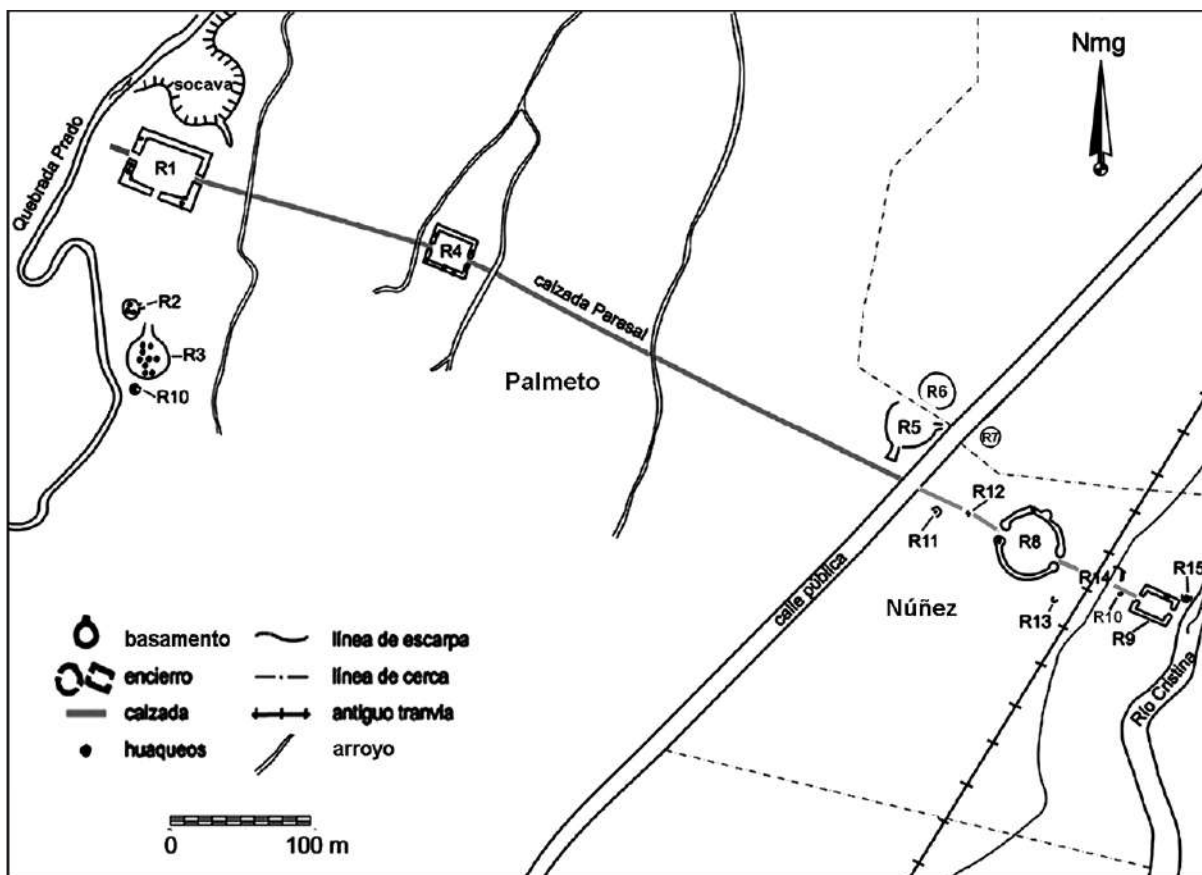 Nmg
socava
Quebrada Prado
R1
R4
R2
R3
R10
calzada Paresal
Palmeto
R6
R5
R7
R12
R11
R8
R14
R15
R10
R13
R9
Núñez
calle pública
Río Cristina
basamento
línea de escarpa
encierro
línea de cerca
calzada
antiguo tranvía
huaqueos
arroyo
0 100 m